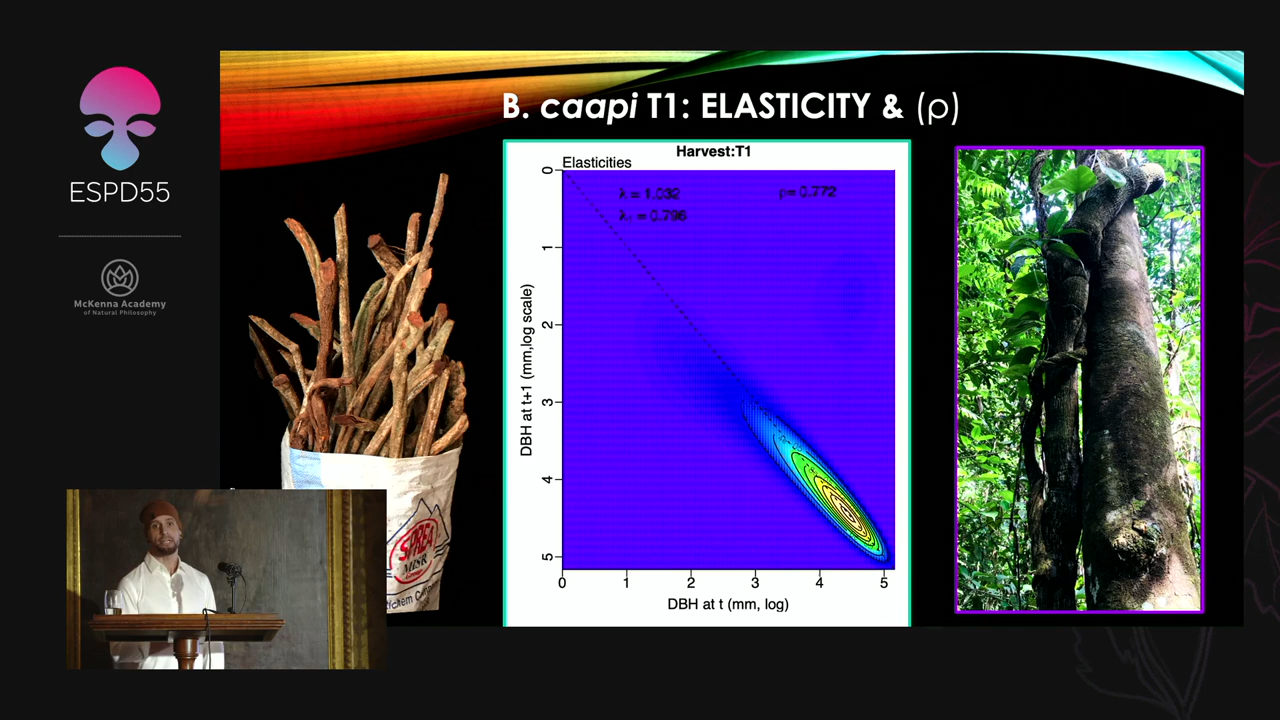 ESPD55
McKenna Academy
of Natural Philosophy
B. caapi T1: ELASTICITY & (ρ)
Harvest:T1
Elasticities
λ = 1.032
ρ= 0.772
= 0.796
0
1
2
3
4
5
DBH at t+1 (mm,log scale)
0 1 2 3 4 5
DBH at t (mm, log)